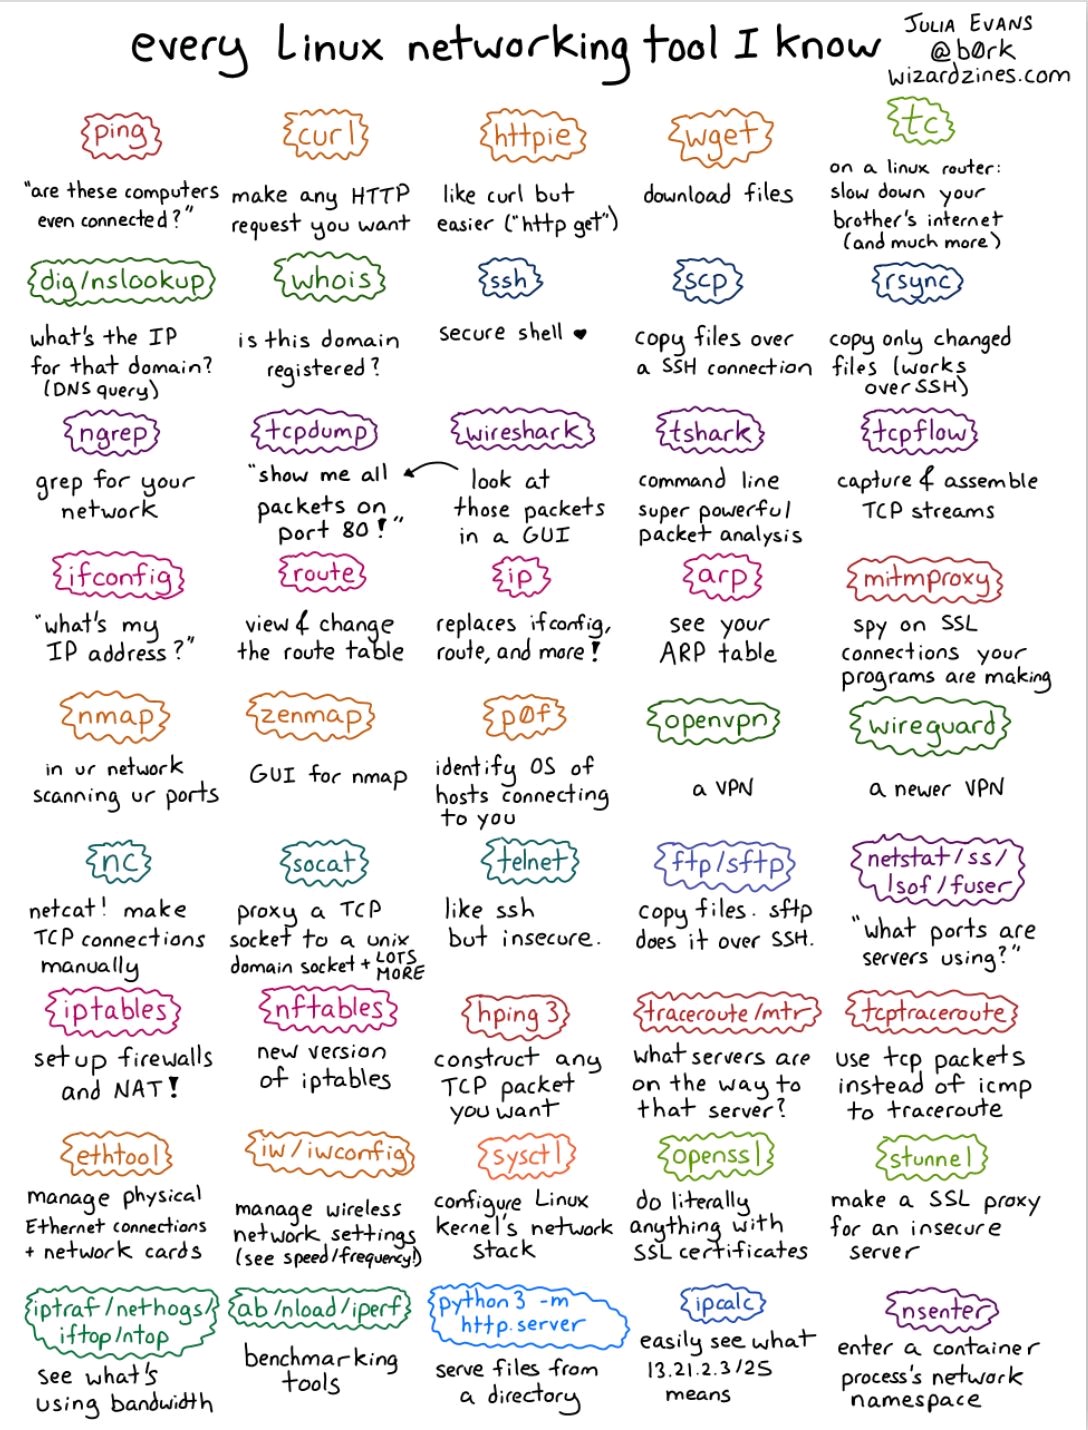 every Linux networking tool I know
JULIA EVANS
@b0rk
wizardzines.com
ping
"are these computers
even connected?"
curl
make any HTTP
request you want
httpie
like curl but
easier ("http get")
wget
download files
tc
on a linux router:
slow down your
brother's internet
(and much more)
dig/nslookup
what's the IP
for that domain?
(DNS query)
whois
is this domain
registered?
ssh
secure shell ♥
scp
copy files over
a SSH connection
rsync
copy only changed
files (works
over SSH)
ngrep
grep for your
network
tcpdump
"show me all
packets on
port 80!"
wireshark
look at
those packets
in a GUI
tshark
command line
super powerful
packet analysis
tcpflow
capture & assemble
TCP streams
ifconfig
"what's my
IP address?"
route
view & change
the route table
ip
replaces ifconfig,
route, and more!
arp
see your
ARP table
mitmproxy
spy on SSL
connections your
programs are making
nmap
in ur network
scanning ur ports
zenmap
GUI for nmap
p0f
identify OS of
hosts connecting
to you
openvpn
a VPN
wireguard
a newer VPN
nc
netcat! make
TCP connections
manually
socat
proxy a TCP
socket to a unix
domain socket + LOTS
MORE
telnet
like ssh
but insecure.
ftp/sftp
copy files. sftp
does it over SSH.
netstat/ss/
lsof/fuser
"what ports are
servers using?"
iptables
set up firewalls
and NAT!
nftables
new version
of iptables
hping3
construct any
TCP packet
you want
traceroute/mtr
what servers are
on the way to
that server?
tcptraceroute
use tcp packets
instead of icmp
to traceroute
ethtool
manage physical
Ethernet connections
+ network cards
iw/iwconfig
manage wireless
network settings
(see speed/frequency!)
sysctl
configure Linux
kernel's network
stack
openssl
do literally
anything with
SSL certificates
stunnel
make a SSL proxy
for an insecure
server
iptraf/nethogs/
iftop/ntop
see what's
using bandwidth
ab/nload/iperf
benchmarking
tools
python3 -m
http.server
serve files from
a directory
ipcalc
easily see what
13.21.2.3/25
means
nsenter
enter a container
process's network
namespace